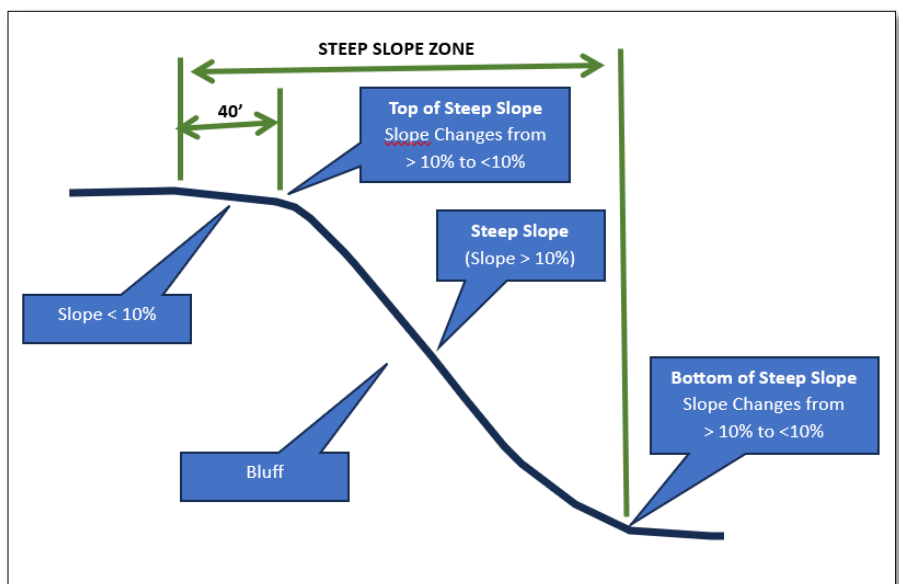 STEEP SLOPE ZONE
40’
Top of Steep Slope
Slope Changes from
> 10% to <10%
Steep Slope
(Slope > 10%)
Slope < 10%
Bottom of Steep Slope
Slope Changes from
> 10% to <10%
Bluff